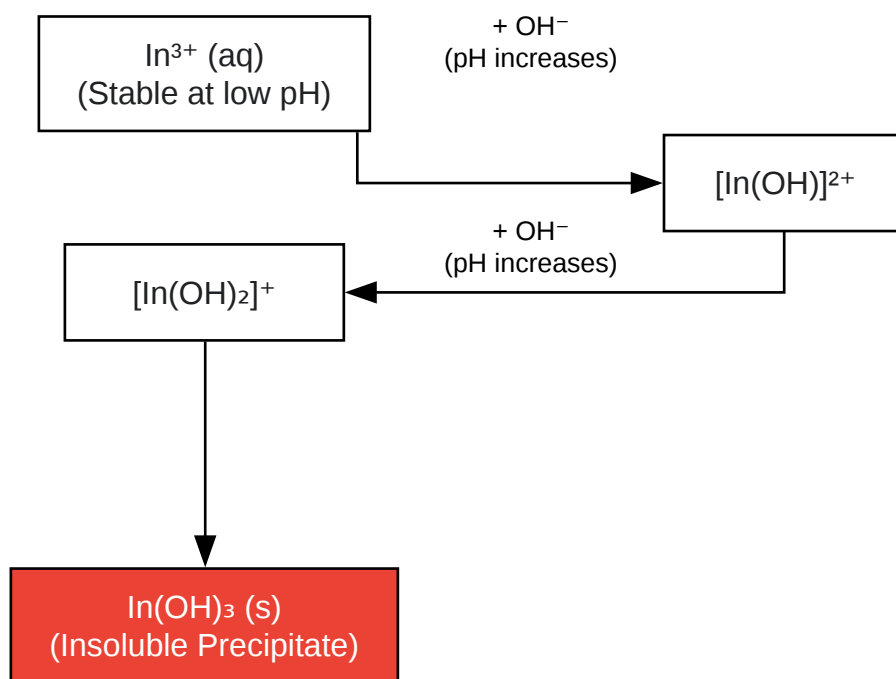 In³⁺ (aq)
(Stable at low pH)
+ OH⁻
(pH increases)
[In(OH)]²⁺
+ OH⁻
(pH increases)
[In(OH)₂]⁺
In(OH)₃ (s)
(Insoluble Precipitate)